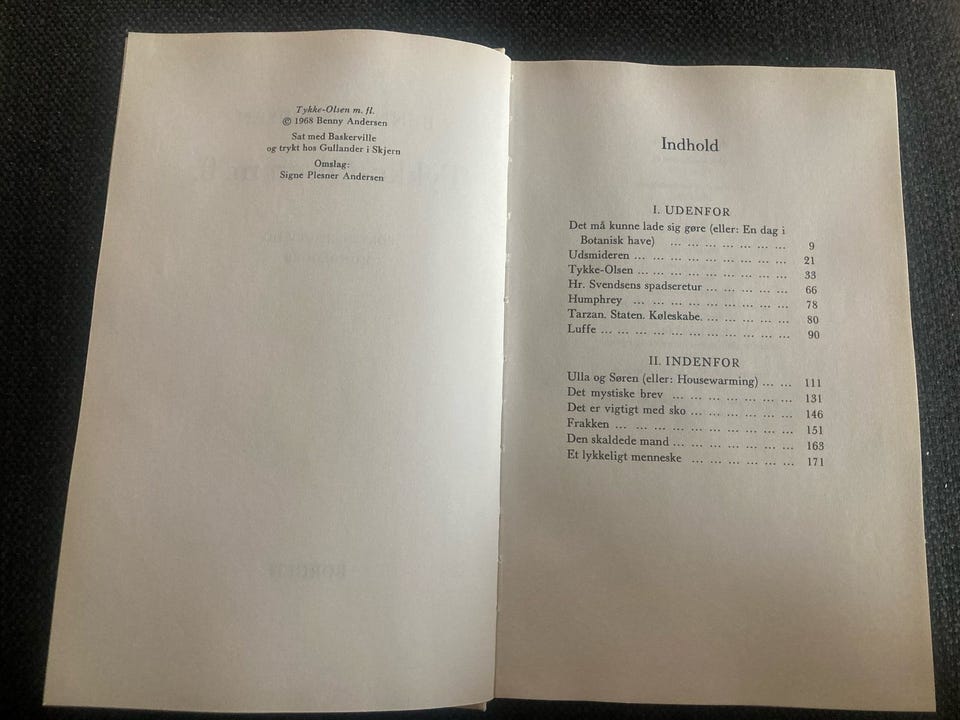 Tykke-Olsen m. fl.
© 1968 Benny Andersen
Sat med Baskerville
og trykt hos Gullander i Skjern
Omslag:
Signe Plesner Andersen
Indhold
I. UDENFOR
Det må kunne lade sig gøre (eller: En dag i
Botanisk have) ... ... ... ... ... ... ... 9
Udsmideren ... ... ... ... ... ... ... ... 21
Tykke-Olsen ... ... ... ... ... ... ... ... 33
Hr. Svendsens spadseretur ... ... ... ... ... 66
Humphrey ... ... ... ... ... ... ... ... 78
Tarzan. Staten. Køleskabe. ... ... ... ... ... 80
Luffe ... ... ... ... ... ... ... ... ... 90
II. INDENFOR
Ulla og Søren (eller: Housewarming) ... ... 111
Det mystiske brev ... ... ... ... ... ... ... 131
Det er vigtigt med sko ... ... ... ... ... ... 146
Frakken ... ... ... ... ... ... ... ... ... 151
Den skaldede mand ... ... ... ... ... ... ... 163
Et lykkeligt menneske ... ... ... ... ... ... 171